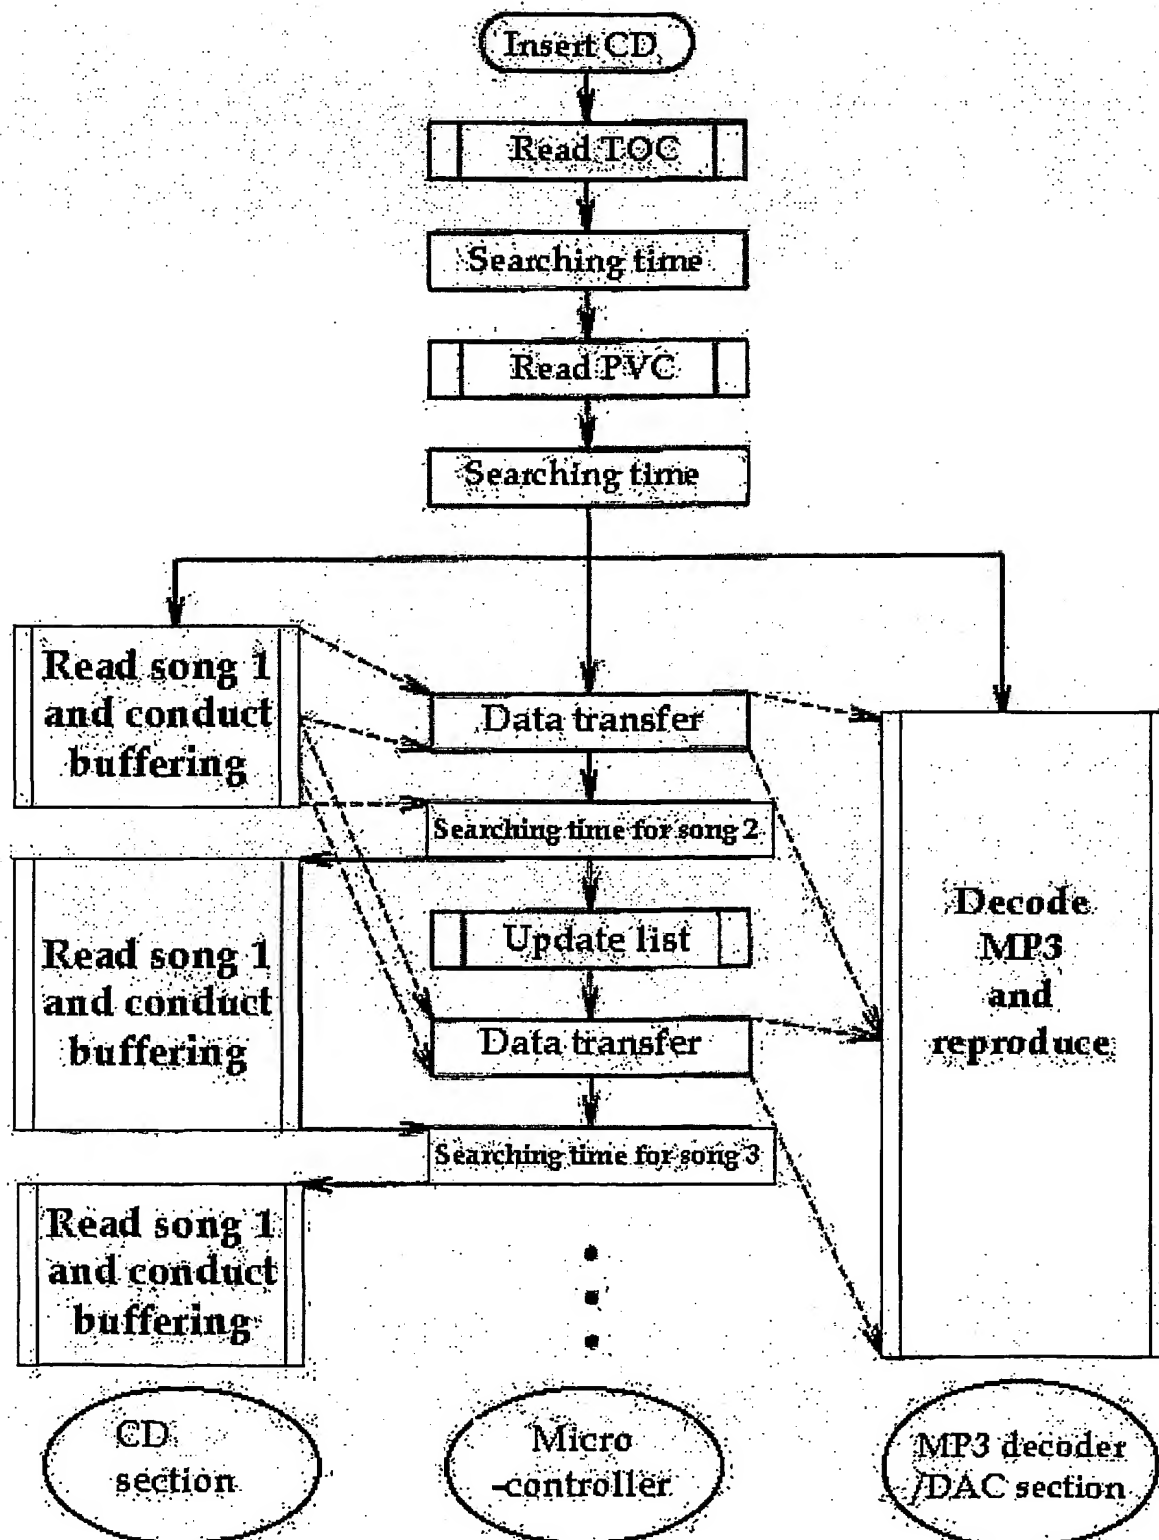 Insert CD
Read TOC
Searching time
Read PVC
Searching time
Read song 1
and conduct
buffering
Data transfer
Searching time for song 2
Update list
Read song 1
and conduct
buffering
Data transfer
Searching time for song 3
Read song 1
and conduct
buffering
Decode
MP3
and
reproduce
CD
section
Micro
-controller
MP3 decoder
/DAC section